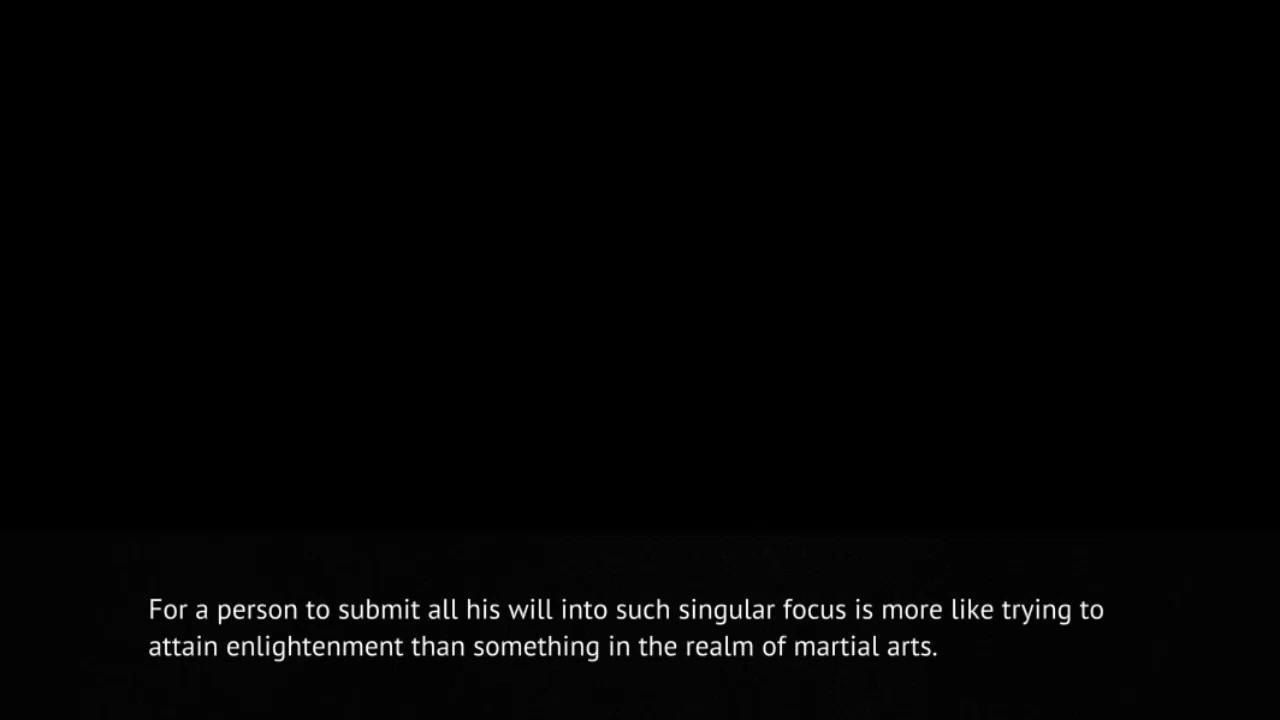 For a person to submit all his will into such singular focus is more like trying to
attain enlightenment than something in the realm of martial arts.